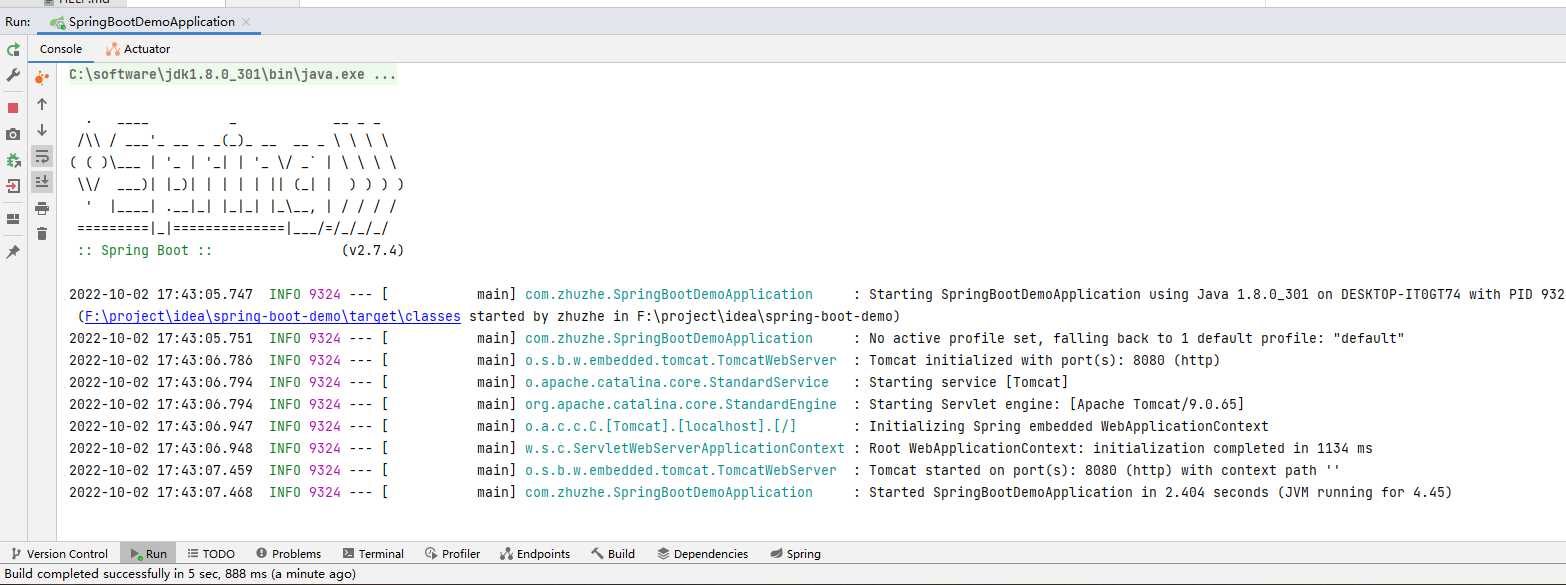 HELP.md
Run: SpringBootDemoApplication
Console Actuator
C:\software\jdk1.8.0_301\bin\java.exe ...
  .   ____          _            __ _ _
 /\\ / ___'_ __ _ _(_)_ __  __ _ \ \ \ \
( ( )\___ | '_ | '_| | '_ \/ _` | \ \ \ \
 \\/  ___)| |_)| | | | | || (_| |  ) ) ) )
  '  |____| .__|_| |_|_| |_\__, | / / / /
 =========|_|==============|___/=/_/_/_/
 :: Spring Boot ::                (v2.7.4)
2022-10-02 17:43:05.747  INFO 9324 --- [           main] com.zhuzhe.SpringBootDemoApplication     : Starting SpringBootDemoApplication using Java 1.8.0_301 on DESKTOP-IT0GT74 with PID 932
(F:\project\idea\spring-boot-demo\target\classes started by zhuzhe in F:\project\idea\spring-boot-demo)
2022-10-02 17:43:05.751  INFO 9324 --- [           main] com.zhuzhe.SpringBootDemoApplication     : No active profile set, falling back to 1 default profile: "default"
2022-10-02 17:43:06.786  INFO 9324 --- [           main] o.s.b.w.embedded.tomcat.TomcatWebServer  : Tomcat initialized with port(s): 8080 (http)
2022-10-02 17:43:06.794  INFO 9324 --- [           main] o.apache.catalina.core.StandardService   : Starting service [Tomcat]
2022-10-02 17:43:06.794  INFO 9324 --- [           main] org.apache.catalina.core.StandardEngine  : Starting Servlet engine: [Apache Tomcat/9.0.65]
2022-10-02 17:43:06.947  INFO 9324 --- [           main] o.a.c.c.C.[Tomcat].[localhost].[/]       : Initializing Spring embedded WebApplicationContext
2022-10-02 17:43:06.948  INFO 9324 --- [           main] w.s.c.ServletWebServerApplicationContext : Root WebApplicationContext: initialization completed in 1134 ms
2022-10-02 17:43:07.459  INFO 9324 --- [           main] o.s.b.w.embedded.tomcat.TomcatWebServer  : Tomcat started on port(s): 8080 (http) with context path ''
2022-10-02 17:43:07.468  INFO 9324 --- [           main] com.zhuzhe.SpringBootDemoApplication     : Started SpringBootDemoApplication in 2.404 seconds (JVM running for 4.45)
Version Control Run TODO Problems Terminal Profiler Endpoints Build Dependencies Spring
Build completed successfully in 5 sec, 888 ms (a minute ago)